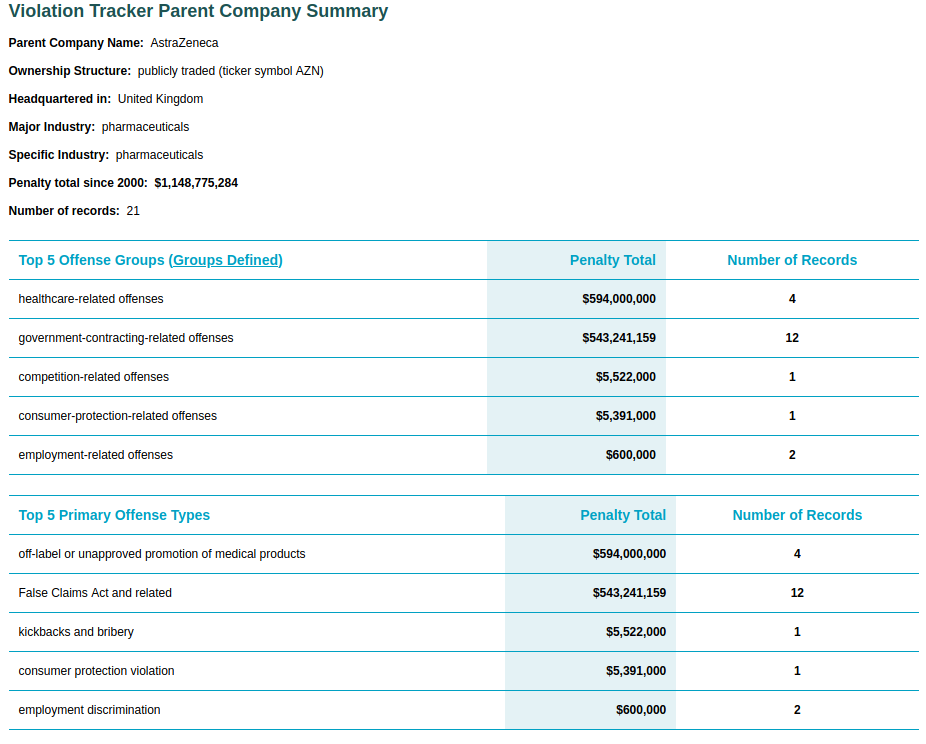 Violation Tracker Parent Company Summary
Parent Company Name: AstraZeneca
Ownership Structure: publicly traded (ticker symbol AZN)
Headquartered in: United Kingdom
Major Industry: pharmaceuticals
Specific Industry: pharmaceuticals
Penalty total since 2000: $1,148,775,284
Number of records: 21
Top 5 Offense Groups (Groups Defined) Penalty Total Number of Records
healthcare-related offenses $594,000,000 4
government-contracting-related offenses $543,241,159 12
competition-related offenses $5,522,000 1
consumer-protection-related offenses $5,391,000 1
employment-related offenses $600,000 2
Top 5 Primary Offense Types Penalty Total Number of Records
off-label or unapproved promotion of medical products $594,000,000 4
False Claims Act and related $543,241,159 12
kickbacks and bribery $5,522,000 1
consumer protection violation $5,391,000 1
employment discrimination $600,000 2